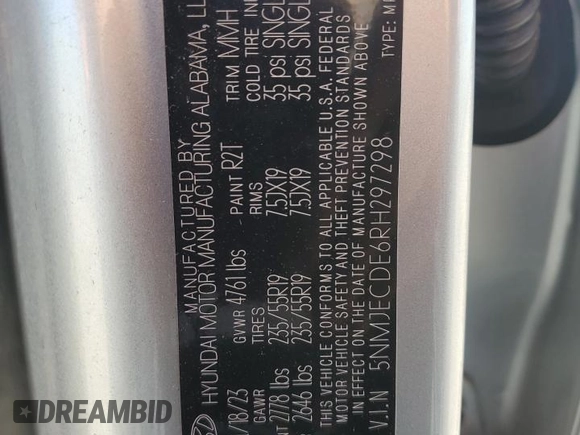 MANUFACTURED BY
HYUNDAI MOTOR MANUFACTURING ALABAMA, LL
/18/23 GVWR 4761 lbs PAINT R2T TRIM MMH
GAWR TIRES RIMS COLD TIRE IN
NT 2778 lbs 235/55R19 7.5JX19 35 psi SINGL
2646 lbs 235/55R19 7.5JX19 35 psi SINGL
THIS VEHICLE CONFORMS TO ALL APPLICABLE U.S.A. FEDERAL
MOTOR VEHICLE SAFETY AND THEFT PREVENTION STANDARDS
IN EFFECT ON THE DATE OF MANUFACTURE SHOWN ABOVE
V.I.N 5NMJECDE6RH297298 TYPE: M
DREAMBID